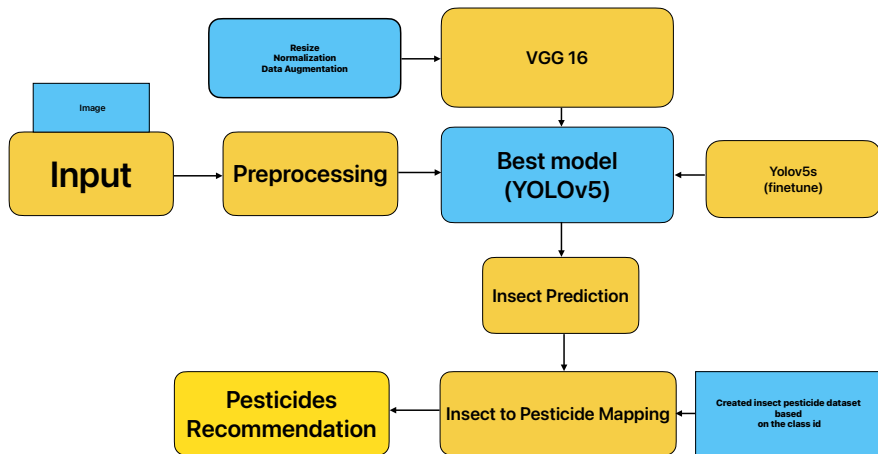 Resize
Normalization
Data Augmentation
VGG 16
Image
Input
Preprocessing
Best model
(YOLOv5)
Yolov5s
(finetune)
Insect Prediction
Pesticides
Recommendation
Insect to Pesticide Mapping
Created insect pesticide dataset
based
on the class id